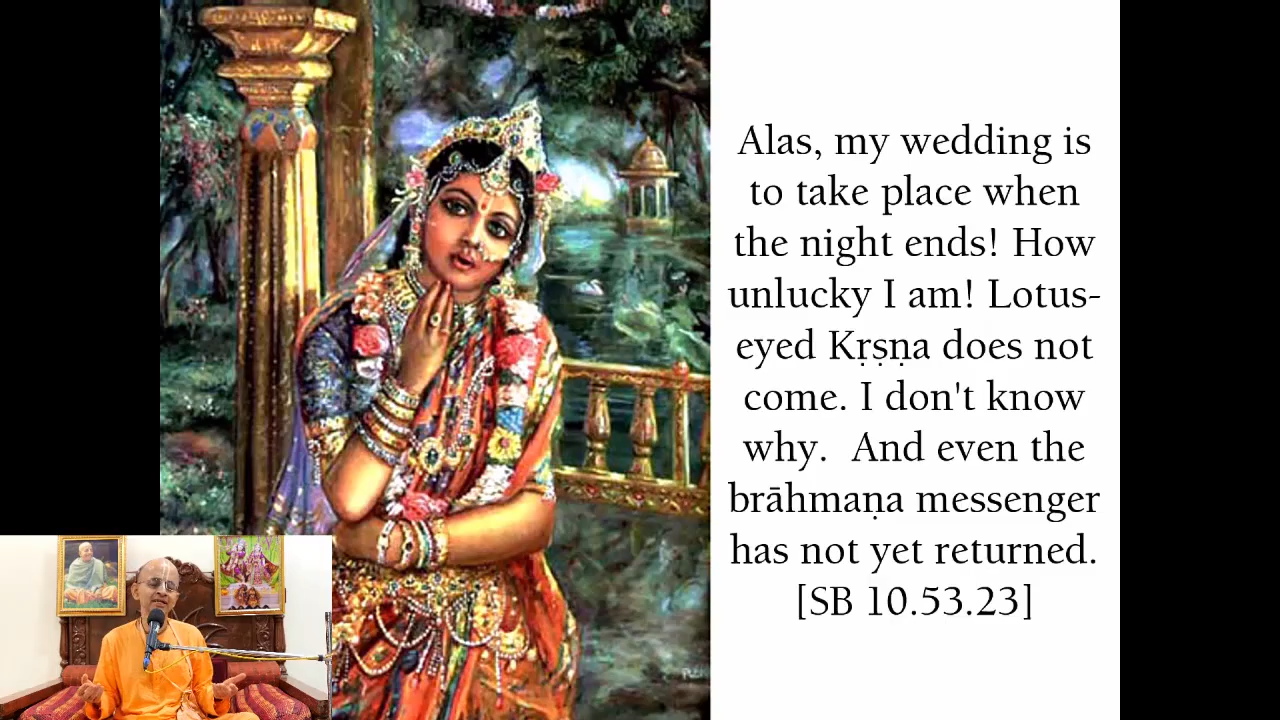 Alas, my wedding is
to take place when
the night ends! How
unlucky I am! Lotus-
eyed Kṛṣṇa does not
come. I don't know
why.  And even the
brāhmaṇa messenger
has not yet returned.
[SB 10.53.23]